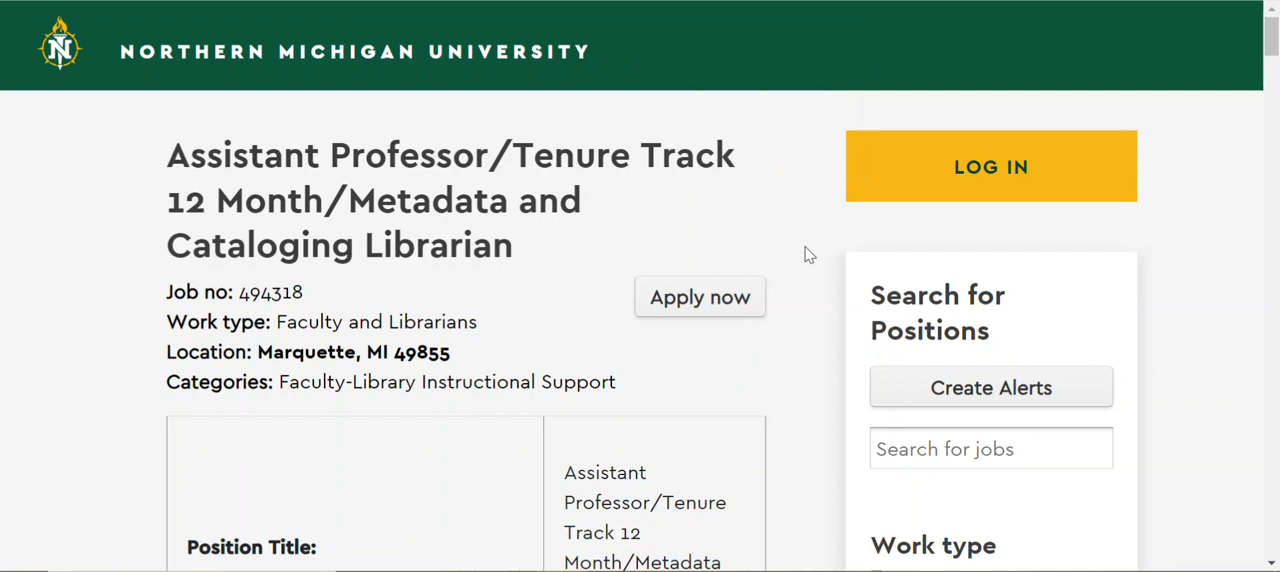 NORTHERN MICHIGAN UNIVERSITY
Assistant Professor/Tenure Track
12 Month/Metadata and
Cataloging Librarian
Job no: 494318
Apply now
Work type: Faculty and Librarians
Location: Marquette, MI 49855
Categories: Faculty-Library Instructional Support
Position Title:
Assistant
Professor/Tenure
Track 12
Month/Metadata
LOG IN
Search for
Positions
Create Alerts
Search for jobs
Work type